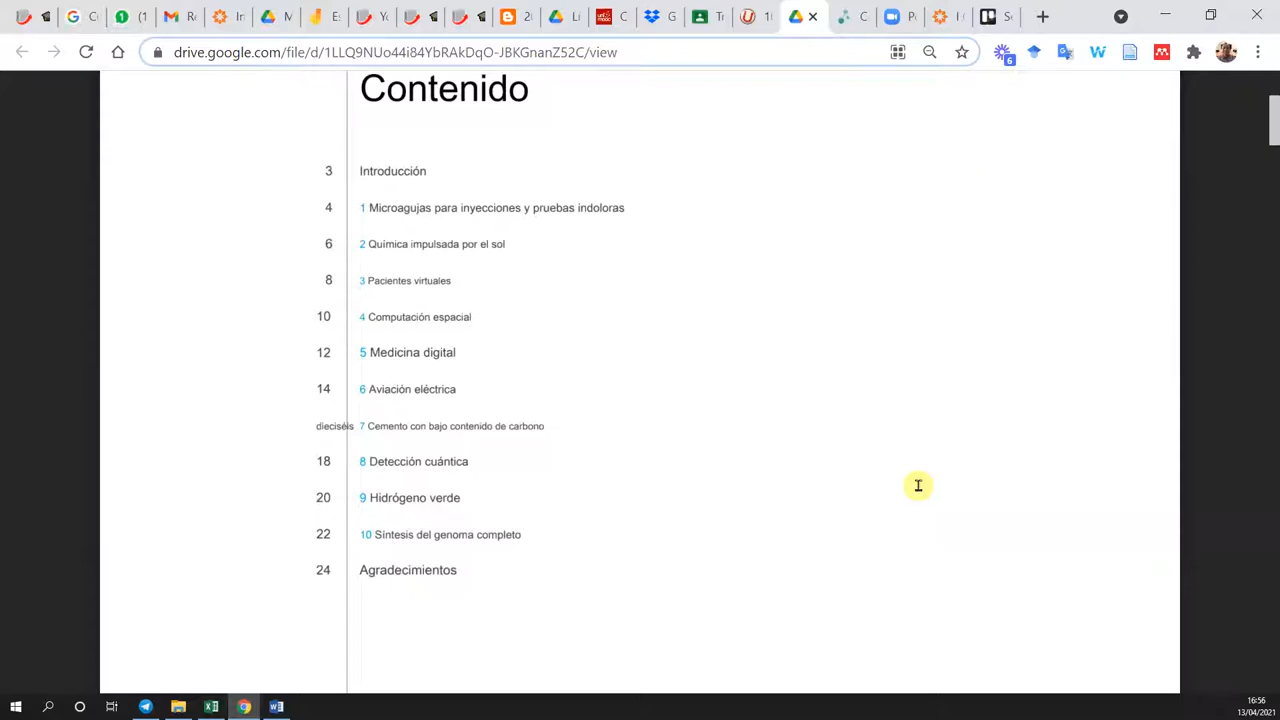 drive.google.com/file/d/1LLQ9NUo44i84YbRAkDqO-JBKGnanZ52C/view
6
Contenido
3 Introducción
4 1 Microagujas para inyecciones y pruebas indoloras
6 2 Química impulsada por el sol
8 3 Pacientes virtuales
10 4 Computación espacial
12 5 Medicina digital
14 6 Aviación eléctrica
dieciséis 7 Cemento con bajo contenido de carbono
18 8 Detección cuántica
20 9 Hidrógeno verde
22 10 Síntesis del genoma completo
24 Agradecimientos
16:56
13/04/2021